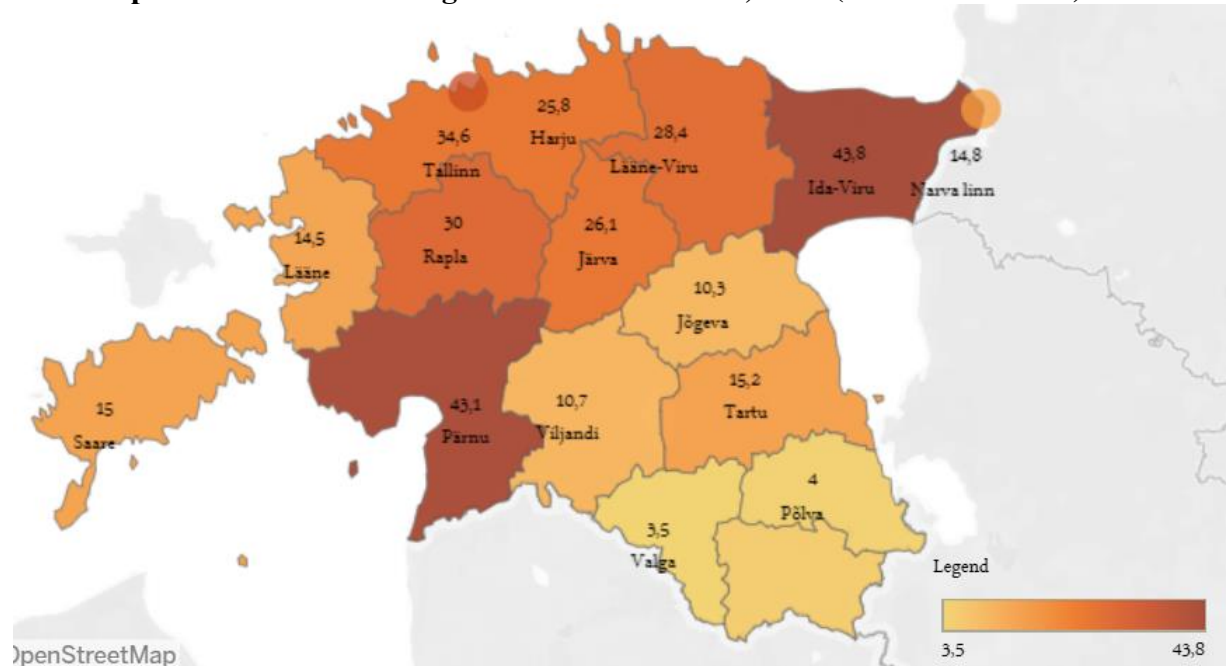 25,8
Harju
34,6
Tallinn
28,4
Lääne-Viru
43,8
Ida-Viru
14,8
Narva linn
14,5
Lääne
30
Rapla
26,1
Järva
10,3
Jõgeva
15
Saare
43,1
Pärnu
10,7
Viljandi
15,2
Tartu
4
Põlva
3,5
Valga
Legend
3,5 43,8
OpenStreetMap